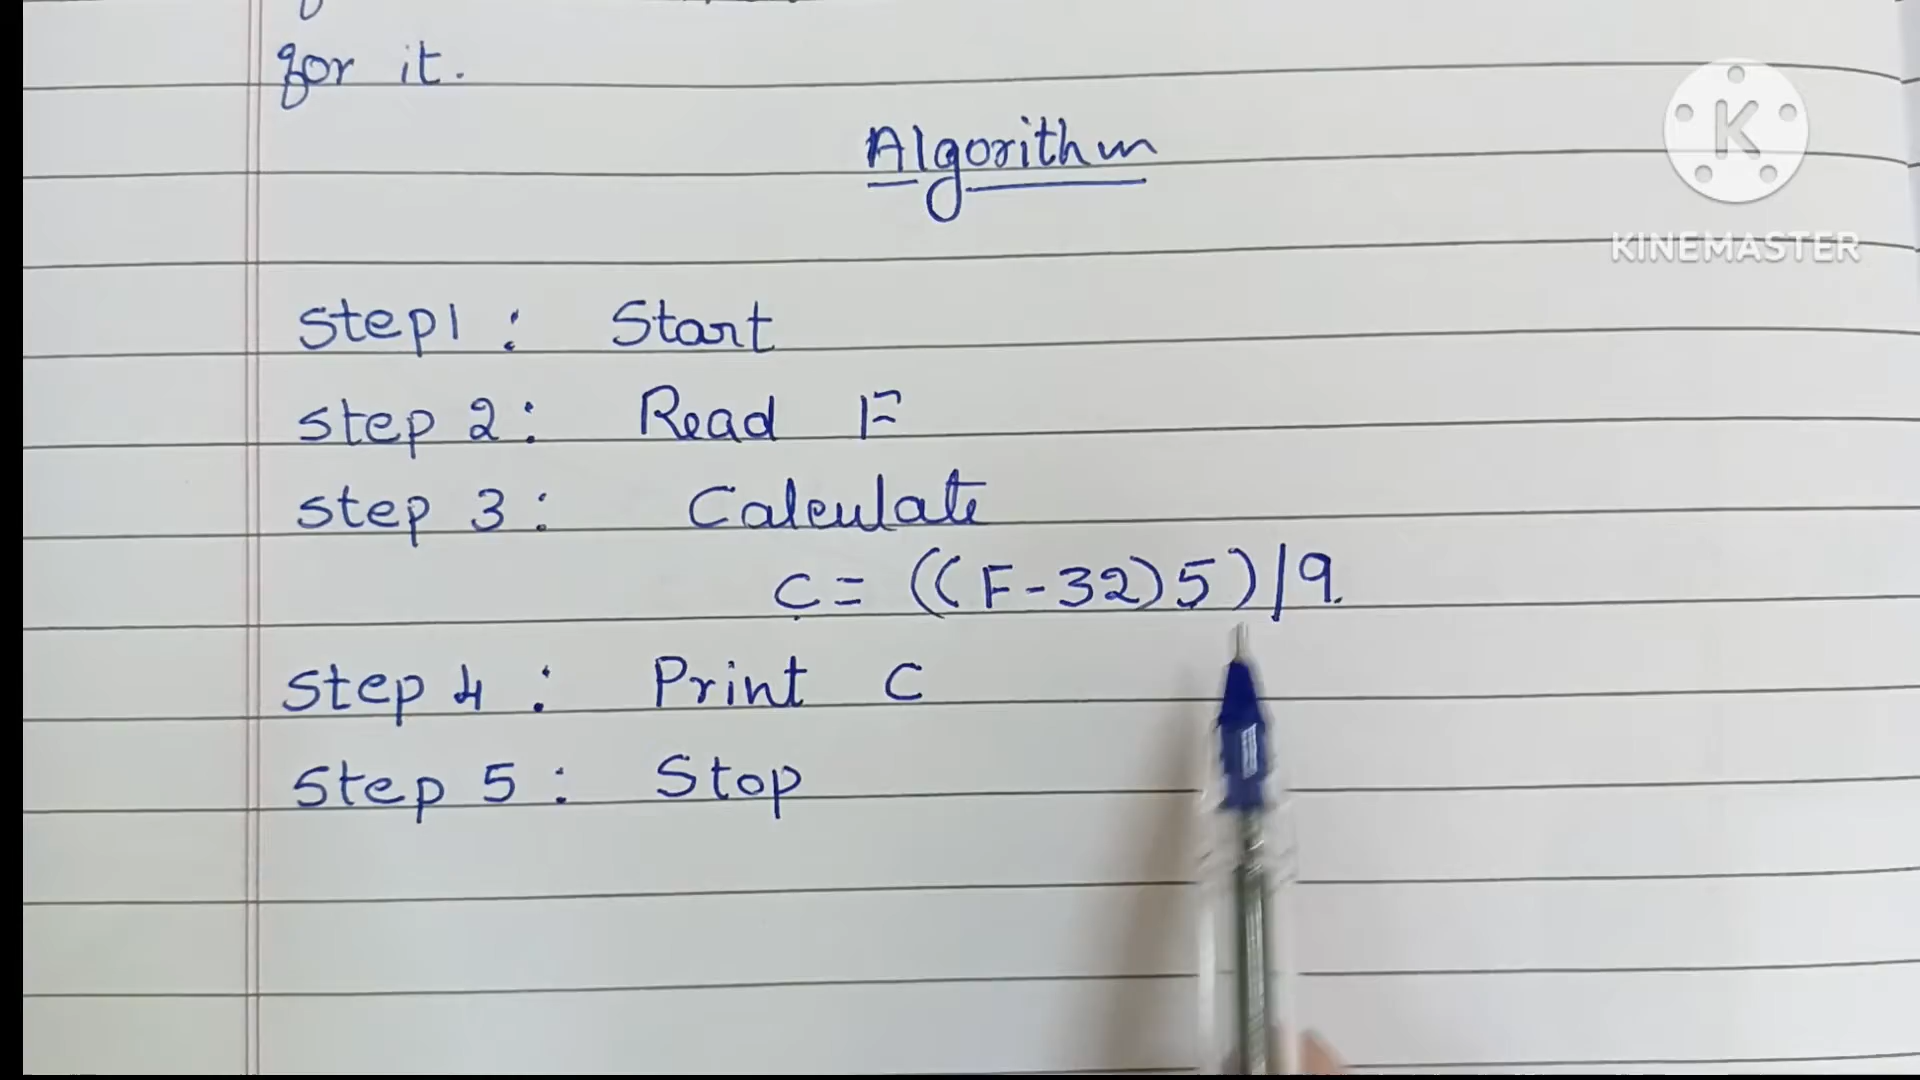 for it.
Algorithm
K
KINEMASTER
Step1 : Start
Step 2 : Read F
Step 3 : Calculate
C = ((F-32)5)/9.
Step 4 : Print C
Step 5 : Stop